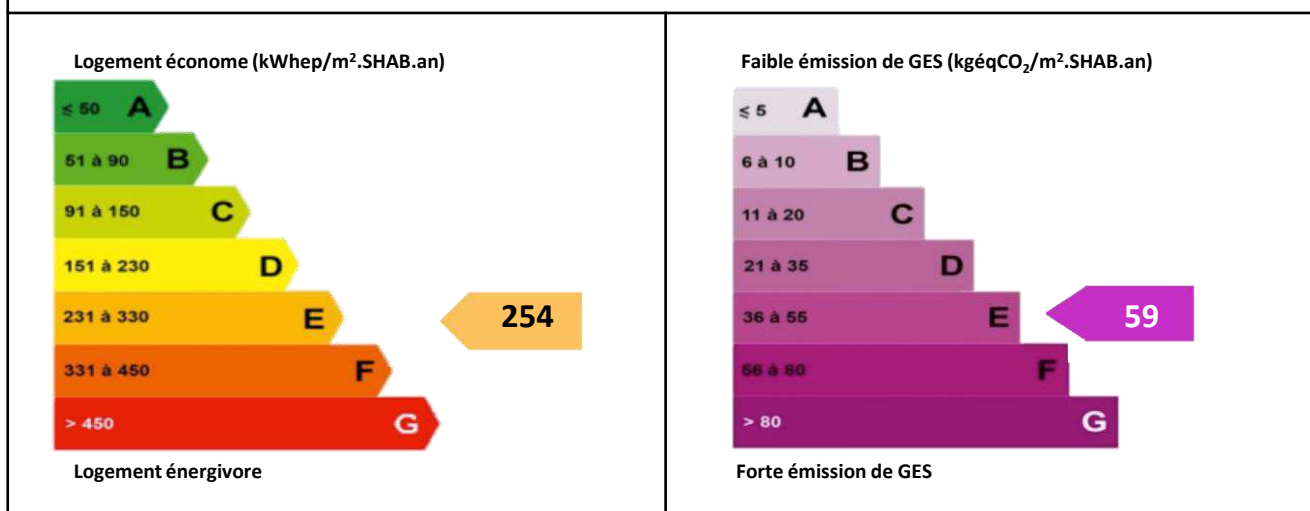 Logement économe (kWhep/m².SHAB.an)
≤ 50 A
51 à 90 B
91 à 150 C
151 à 230 D
231 à 330 E
254
331 à 450 F
> 450 G
Logement énergivore
Faible émission de GES (kgéqCO₂/m².SHAB.an)
≤ 5 A
6 à 10 B
11 à 20 C
21 à 35 D
36 à 55 E
59
56 à 80 F
> 80 G
Forte émission de GES